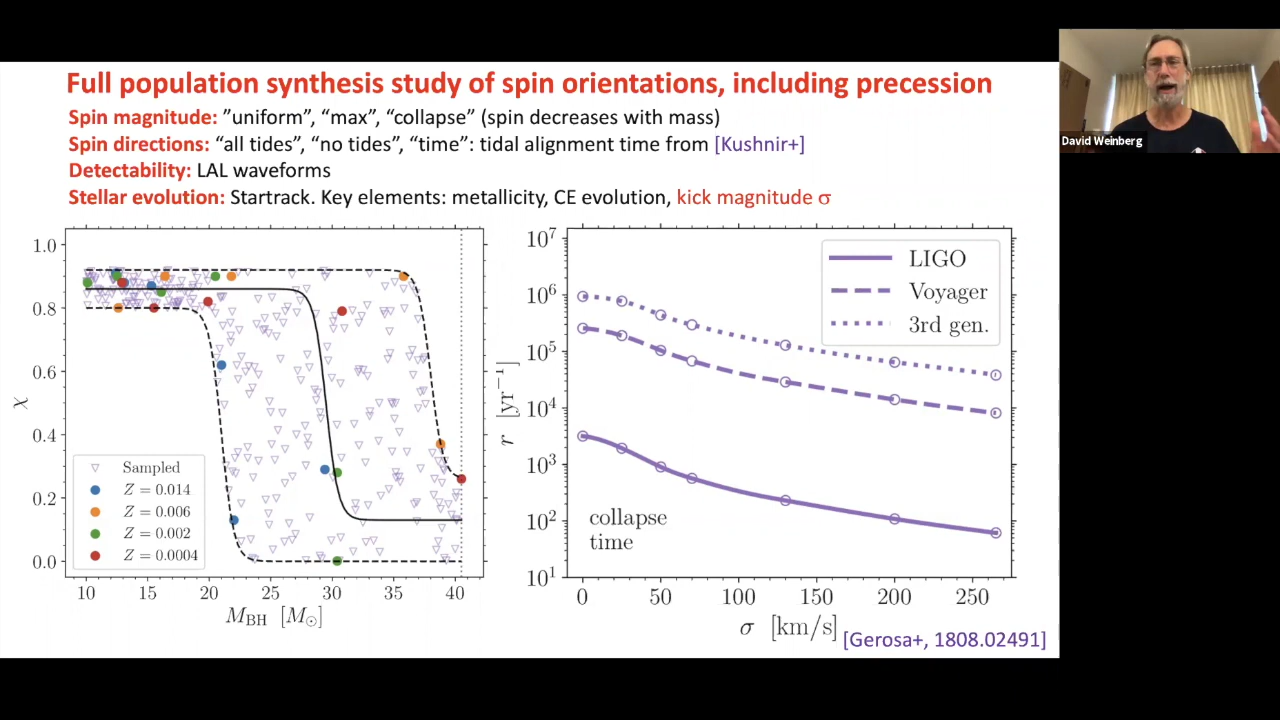 Full population synthesis study of spin orientations, including precession
Spin magnitude: ”uniform”, “max”, “collapse” (spin decreases with mass)
Spin directions: “all tides”, “no tides”, “time”: tidal alignment time from [Kushnir+]
Detectability: LAL waveforms
Stellar evolution: Startrack. Key elements: metallicity, CE evolution, kick magnitude σ
David Weinberg
1.0
0.8
0.6
0.4
0.2
0.0
χ
Sampled
Z = 0.014
Z = 0.006
Z = 0.002
Z = 0.0004
10 15 20 25 30 35 40
M_BH [M_⊙]
10^7
10^6
10^5
10^4
10^3
10^2
10^1
r [yr^−1]
LIGO
Voyager
3rd gen.
collapse
time
0 50 100 150 200 250
σ [km/s]
[Gerosa+, 1808.02491]